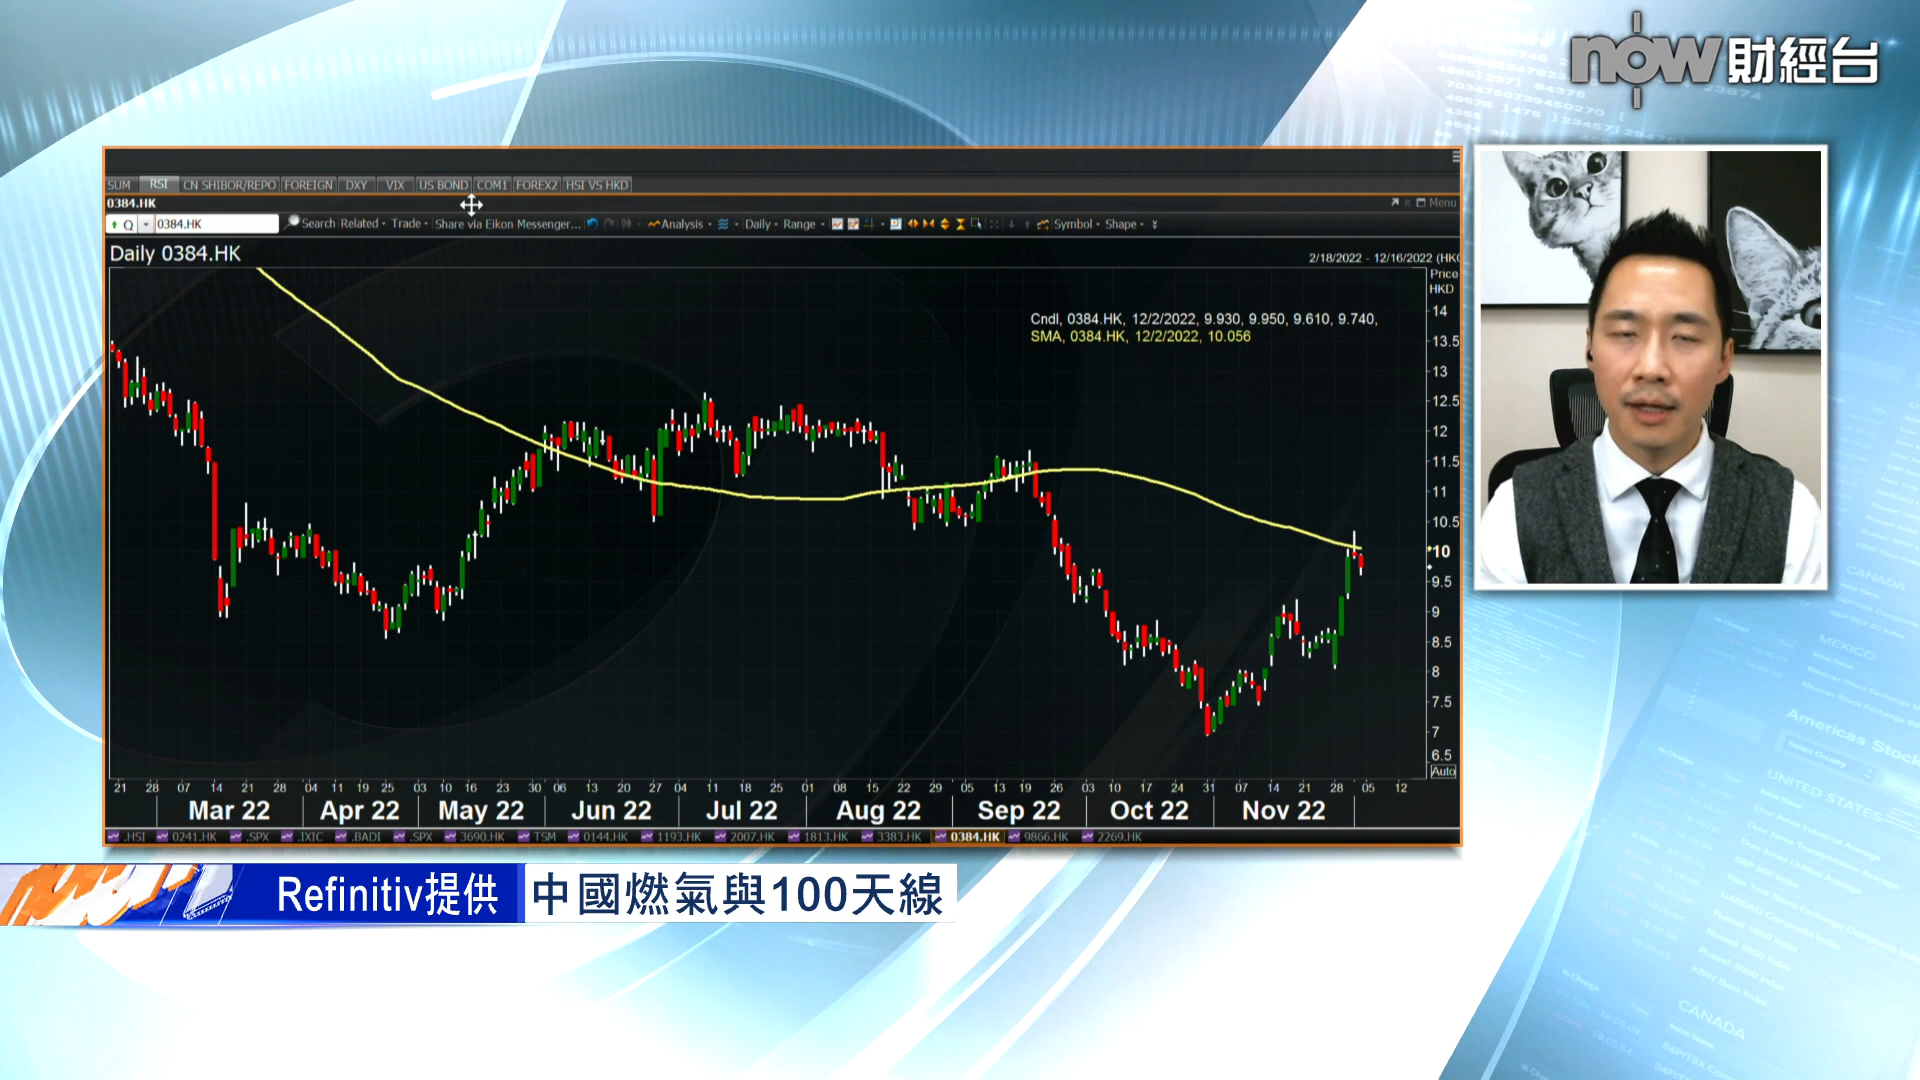 now 財經台
SUM RSI CN SHIBOR/REPO FOREIGN DXY VIX US BOND COM1 FOREX2 HSI VS HKD
0384.HK
Menu
Q 0384.HK Search Related Trade Share via Eikon Messenger... Analysis Daily Range Symbol Shape
Daily 0384.HK
2/18/2022 - 12/16/2022 (HK
Price
HKD
Cndl, 0384.HK, 12/2/2022, 9.930, 9.950, 9.610, 9.740,
SMA, 0384.HK, 12/2/2022, 10.056
14
13.5
13
12.5
12
11.5
11
10.5
10
9.5
9
8.5
8
7.5
7
6.5
Auto
21 28 07 14 21 28 04 11 19 25 03 10 16 23 30 06 13 20 27 04 11 18 25 01 08 15 22 29 05 13 19 26 03 10 17 24 31 07 14 21 28 05 12
Mar 22 Apr 22 May 22 Jun 22 Jul 22 Aug 22 Sep 22 Oct 22 Nov 22
.HSI 0241.HK .SPX .IXIC .BADI .SPX 3690.HK TSM 0144.HK 1193.HK 2007.HK 1813.HK 3383.HK 0384.HK 9866.HK 2269.HK
Refinitiv提供 中國燃氣與100天線
CANADA
MEXICO
Americas Stock
UNITED STATES
CANADA